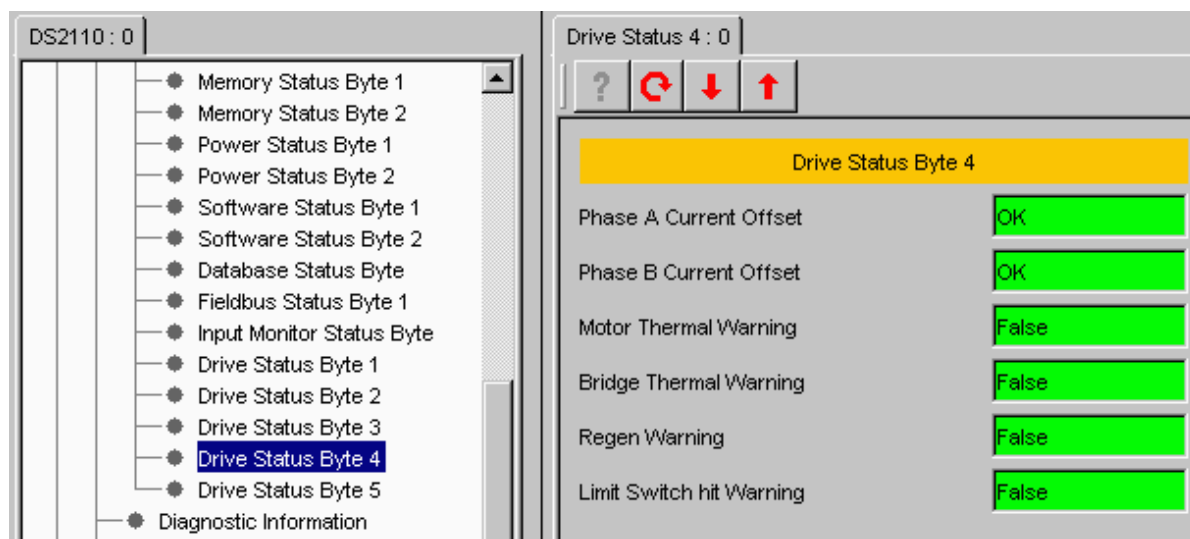 DS2110 : 0
Memory Status Byte 1
Memory Status Byte 2
Power Status Byte 1
Power Status Byte 2
Software Status Byte 1
Software Status Byte 2
Database Status Byte
Fieldbus Status Byte 1
Input Monitor Status Byte
Drive Status Byte 1
Drive Status Byte 2
Drive Status Byte 3
Drive Status Byte 4
Drive Status Byte 5
Diagnostic Information
Drive Status 4 : 0
?
Drive Status Byte 4
Phase A Current Offset OK
Phase B Current Offset OK
Motor Thermal Warning False
Bridge Thermal Warning False
Regen Warning False
Limit Switch hit Warning False